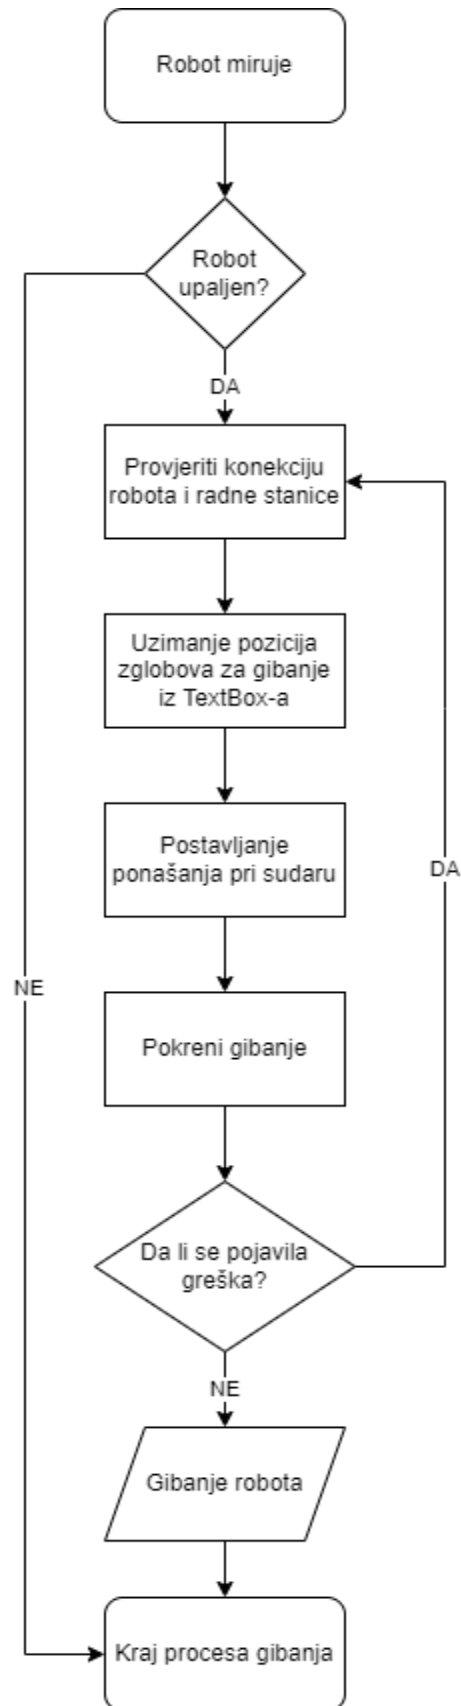 Robot miruje
Robot
upaljen?
DA
Provjeriti konekciju
robota i radne stanice
Uzimanje pozicija
zglobova za gibanje
iz TextBox-a
Postavljanje
ponašanja pri sudaru
DA
NE
Pokreni gibanje
Da li se pojavila
greška?
NE
Gibanje robota
Kraj procesa gibanja